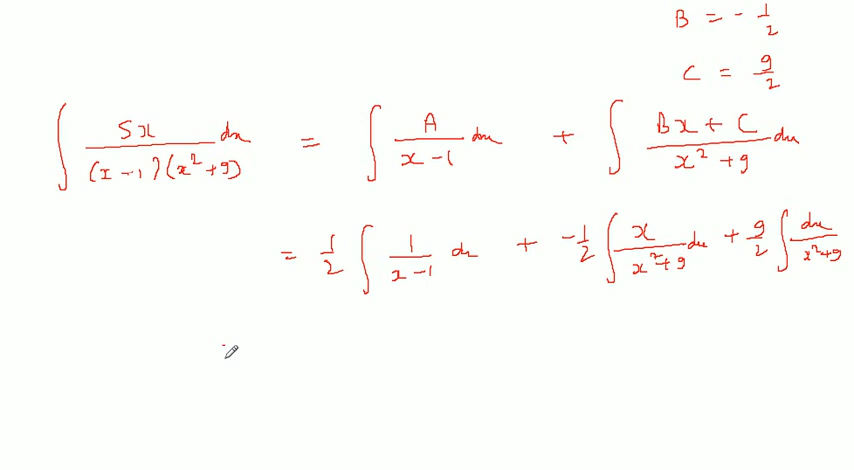 B = - 1/2
C = 9/2
∫ 5x / (x-1)(x²+9) dx = ∫ A / x-1 dx + ∫ Bx + C / x²+9 dx
= 1/2 ∫ 1 / x-1 dx + -1/2 ∫ x / x²+9 dx + 9/2 ∫ dx / x²+9